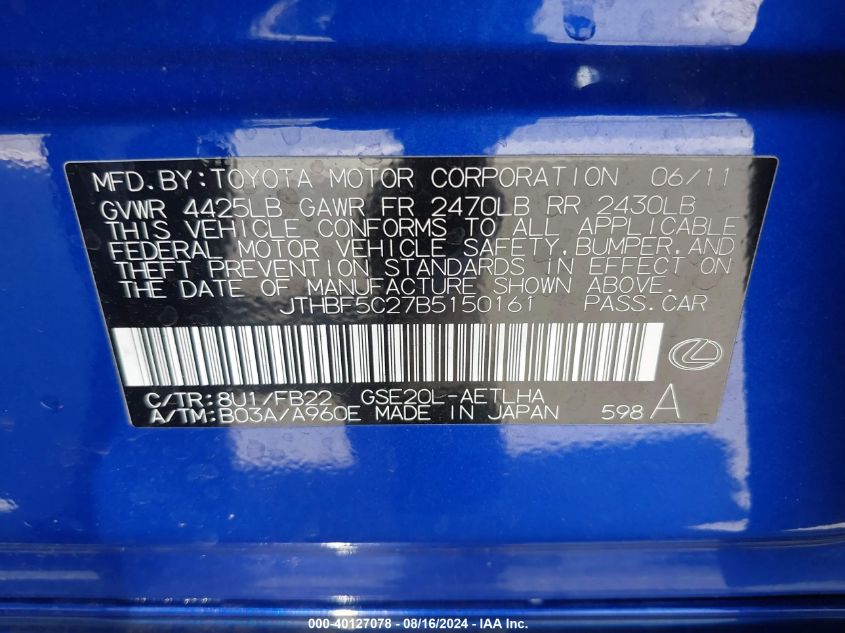 MFD.BY:TOYOTA MOTOR CORPORATION 06/11
GVWR 4425LB GAWR FR 2470LB RR 2430LB
THIS VEHICLE CONFORMS TO ALL APPLICABLE
FEDERAL MOTOR VEHICLE SAFETY,BUMPER,AND
THEFT PREVENTION STANDARDS IN EFFECT ON
THE DATE OF MANUFACTURE SHOWN ABOVE.
JTHBF5C27B5150161 PASS.CAR
C/TR:8U1/FB22 GSE20L-AETLHA
A/TM:B03A/A960E MADE IN JAPAN 598 A
000-40127078 - 08/16/2024 - IAA Inc.